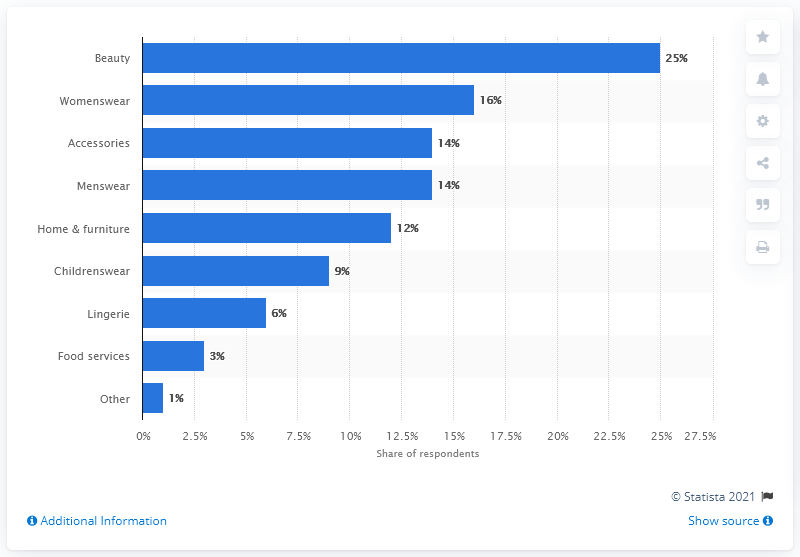 Beauty 25%
Womenswear 16%
Accessories 14%
Menswear 14%
Home & furniture 12%
Childrenswear 9%
Lingerie 6%
Food services 3%
Other 1%
0% 2.5% 5% 7.5% 10% 12.5% 15% 17.5% 20% 22.5% 25% 27.5%
Share of respondents
© Statista 2021
Additional Information Show source